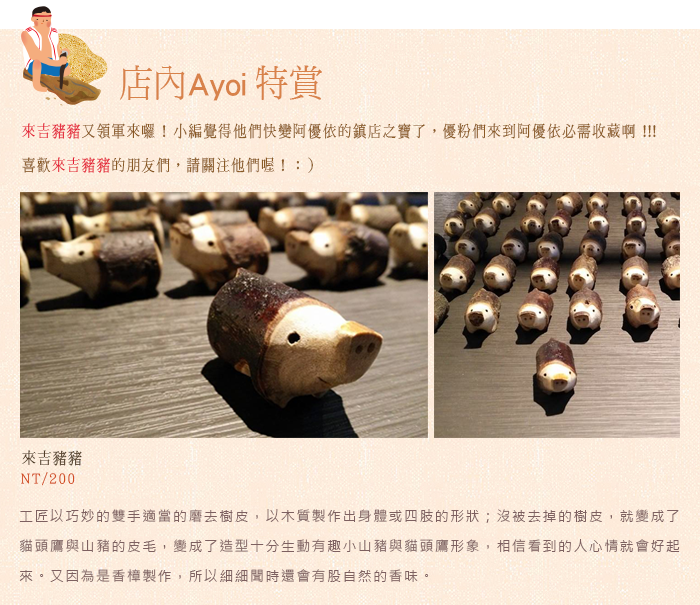 店內Ayoi 特賞
來吉豬豬又領軍來囉！小編覺得他們快變阿優依的鎮店之寶了，優粉們來到阿優依必需收藏啊 !!!
喜歡來吉豬豬的朋友們，請關注他們喔！：）
來吉豬豬
NT/200
工匠以巧妙的雙手適當的磨去樹皮，以木質製作出身體或四肢的形狀；沒被去掉的樹皮，就變成了
貓頭鷹與山豬的皮毛，變成了造型十分生動有趣小山豬與貓頭鷹形象，相信看到的人心情就會好起
來。又因為是香樟製作，所以細細聞時還會有股自然的香味。